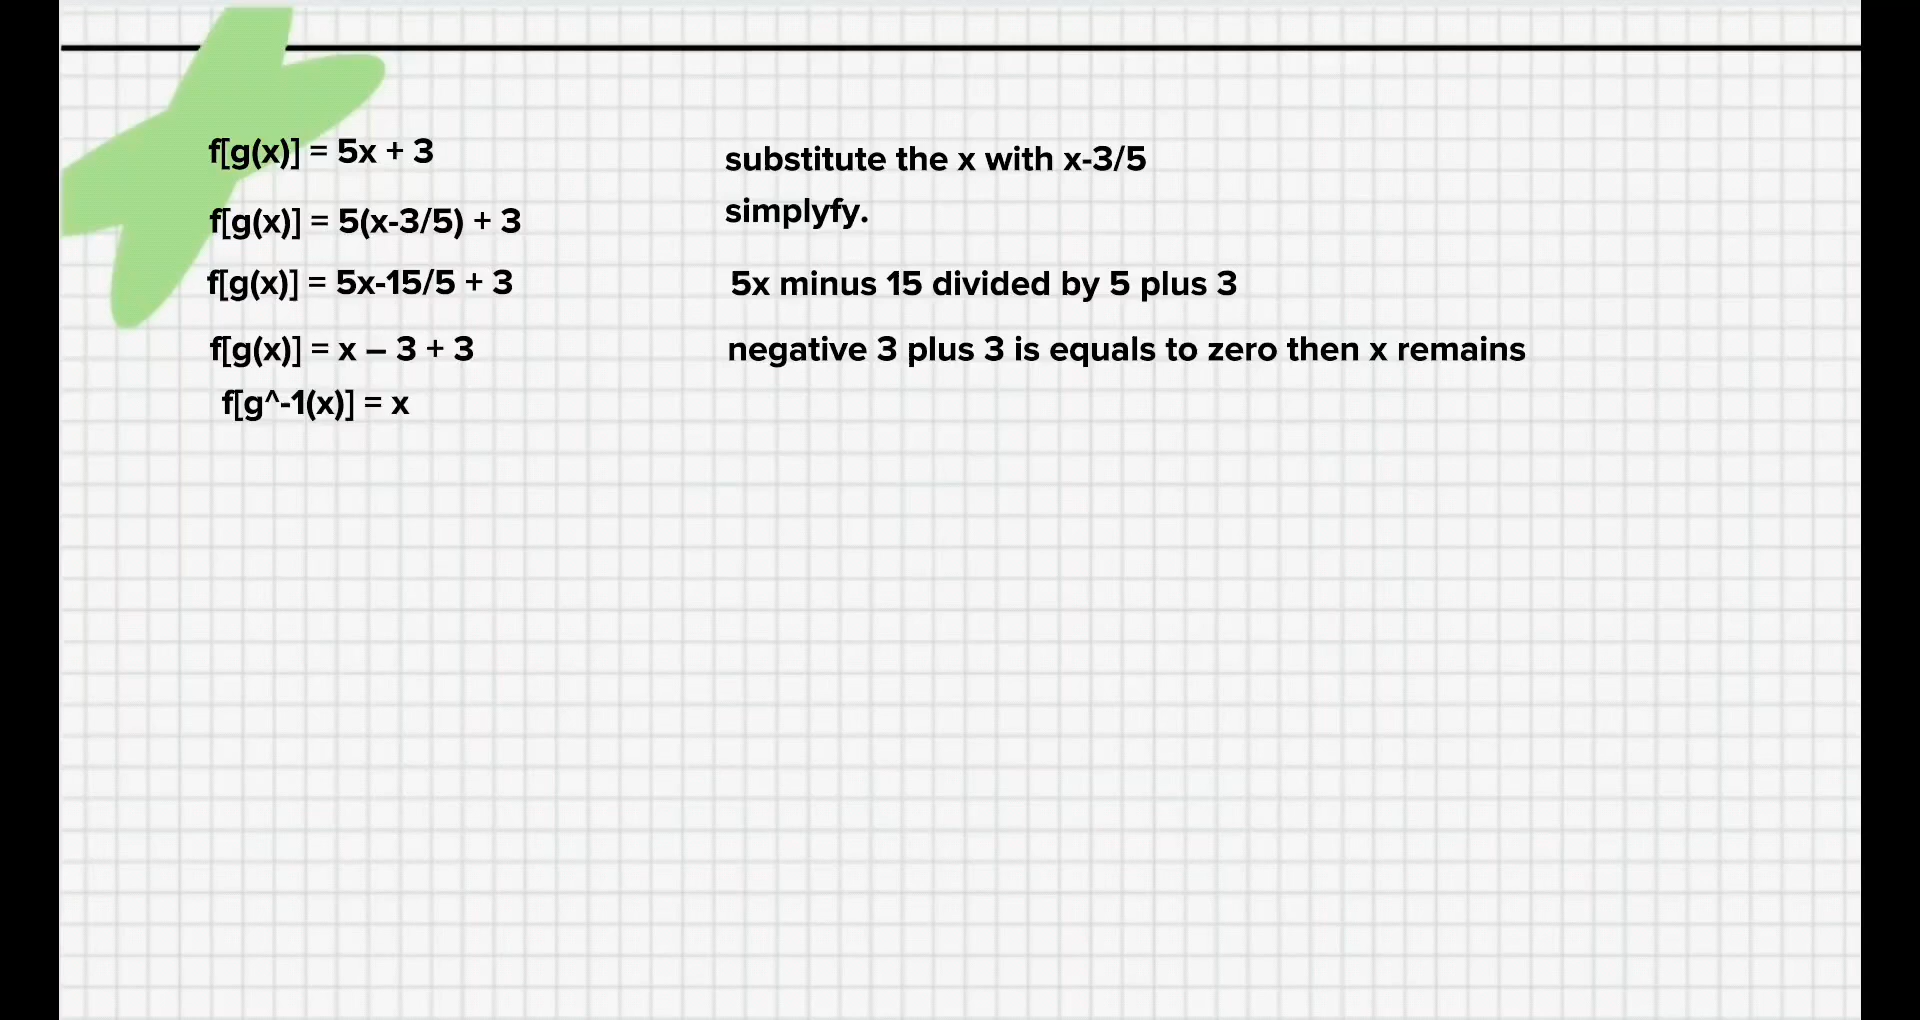 f[g(x)] = 5x + 3
substitute the x with x-3/5
f[g(x)] = 5(x-3/5) + 3
simplyfy.
f[g(x)] = 5x-15/5 + 3
5x minus 15 divided by 5 plus 3
f[g(x)] = x – 3 + 3
negative 3 plus 3 is equals to zero then x remains
f[g^-1(x)] = x